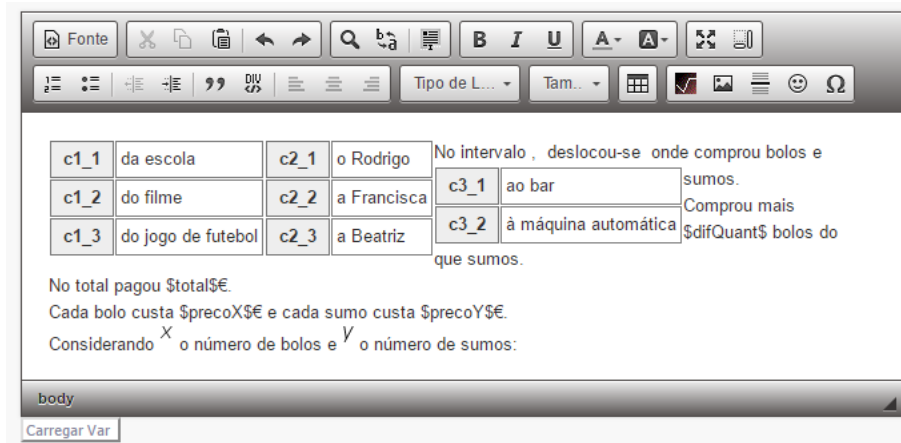 Fonte
B I U A A
Tipo de L... Tam.. Ω
c1_1 da escola c2_1 o Rodrigo No intervalo , deslocou-se onde comprou bolos e
c1_2 do filme c2_2 a Francisca c3_1 ao bar sumos.
Comprou mais
c1_3 do jogo de futebol c2_3 a Beatriz c3_2 à máquina automática $difQuant$ bolos do
que sumos.
No total pagou $total$€.
Cada bolo custa $precoX$€ e cada sumo custa $precoY$€.
Considerando x o número de bolos e y o número de sumos:
body
Carregar Var